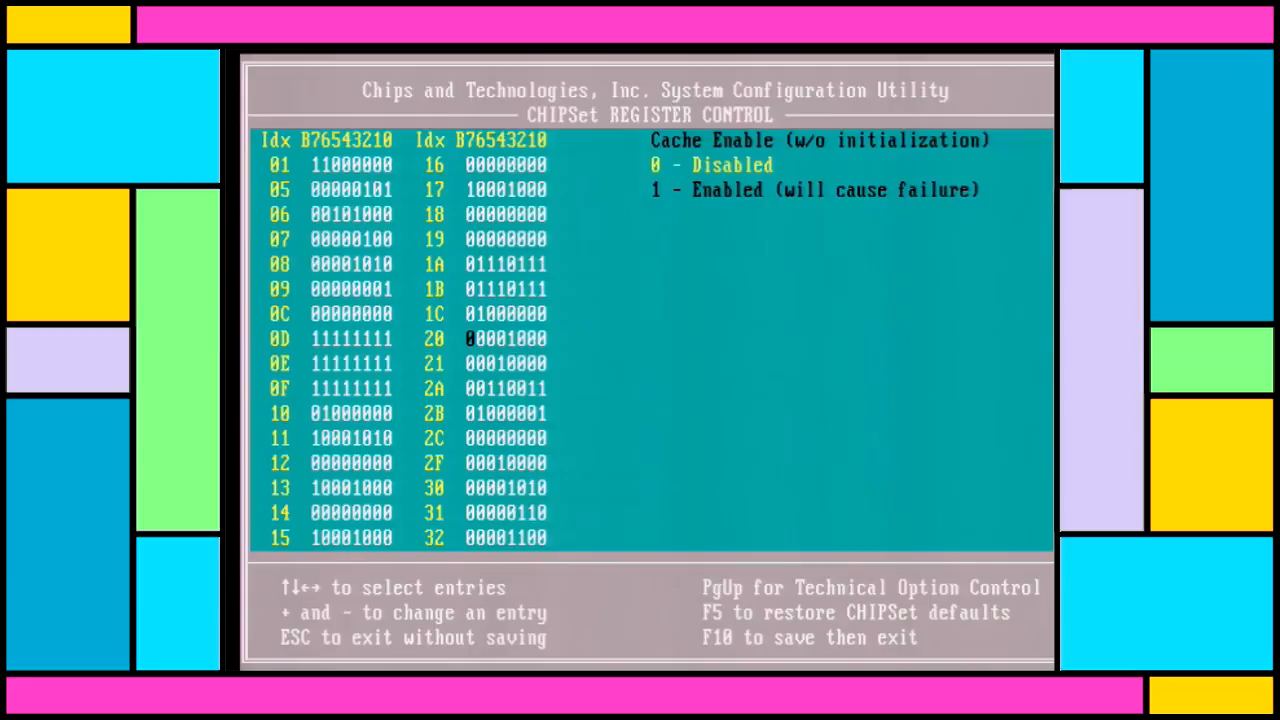 Chips and Technologies, Inc. System Configuration Utility
CHIPSet REGISTER CONTROL
Idx B76543210 Idx B76543210 Cache Enable (w/o initialization)
01 11000000 16 00000000 0 - Disabled
05 00000101 17 10001000 1 - Enabled (will cause failure)
06 00101000 18 00000000
07 00000100 19 00000000
08 00001010 1A 01110111
09 00000001 1B 01110111
0C 00000000 1C 01000000
0D 11111111 20 00001000
0E 11111111 21 00010000
0F 11111111 2A 00110011
10 01000000 2B 01000001
11 10001010 2C 00000000
12 00000000 2F 00010000
13 10001000 30 00001010
14 00000000 31 00000110
15 10001000 32 00001100
↑↓←→ to select entries PgUp for Technical Option Control
+ and - to change an entry F5 to restore CHIPSet defaults
ESC to exit without saving F10 to save then exit